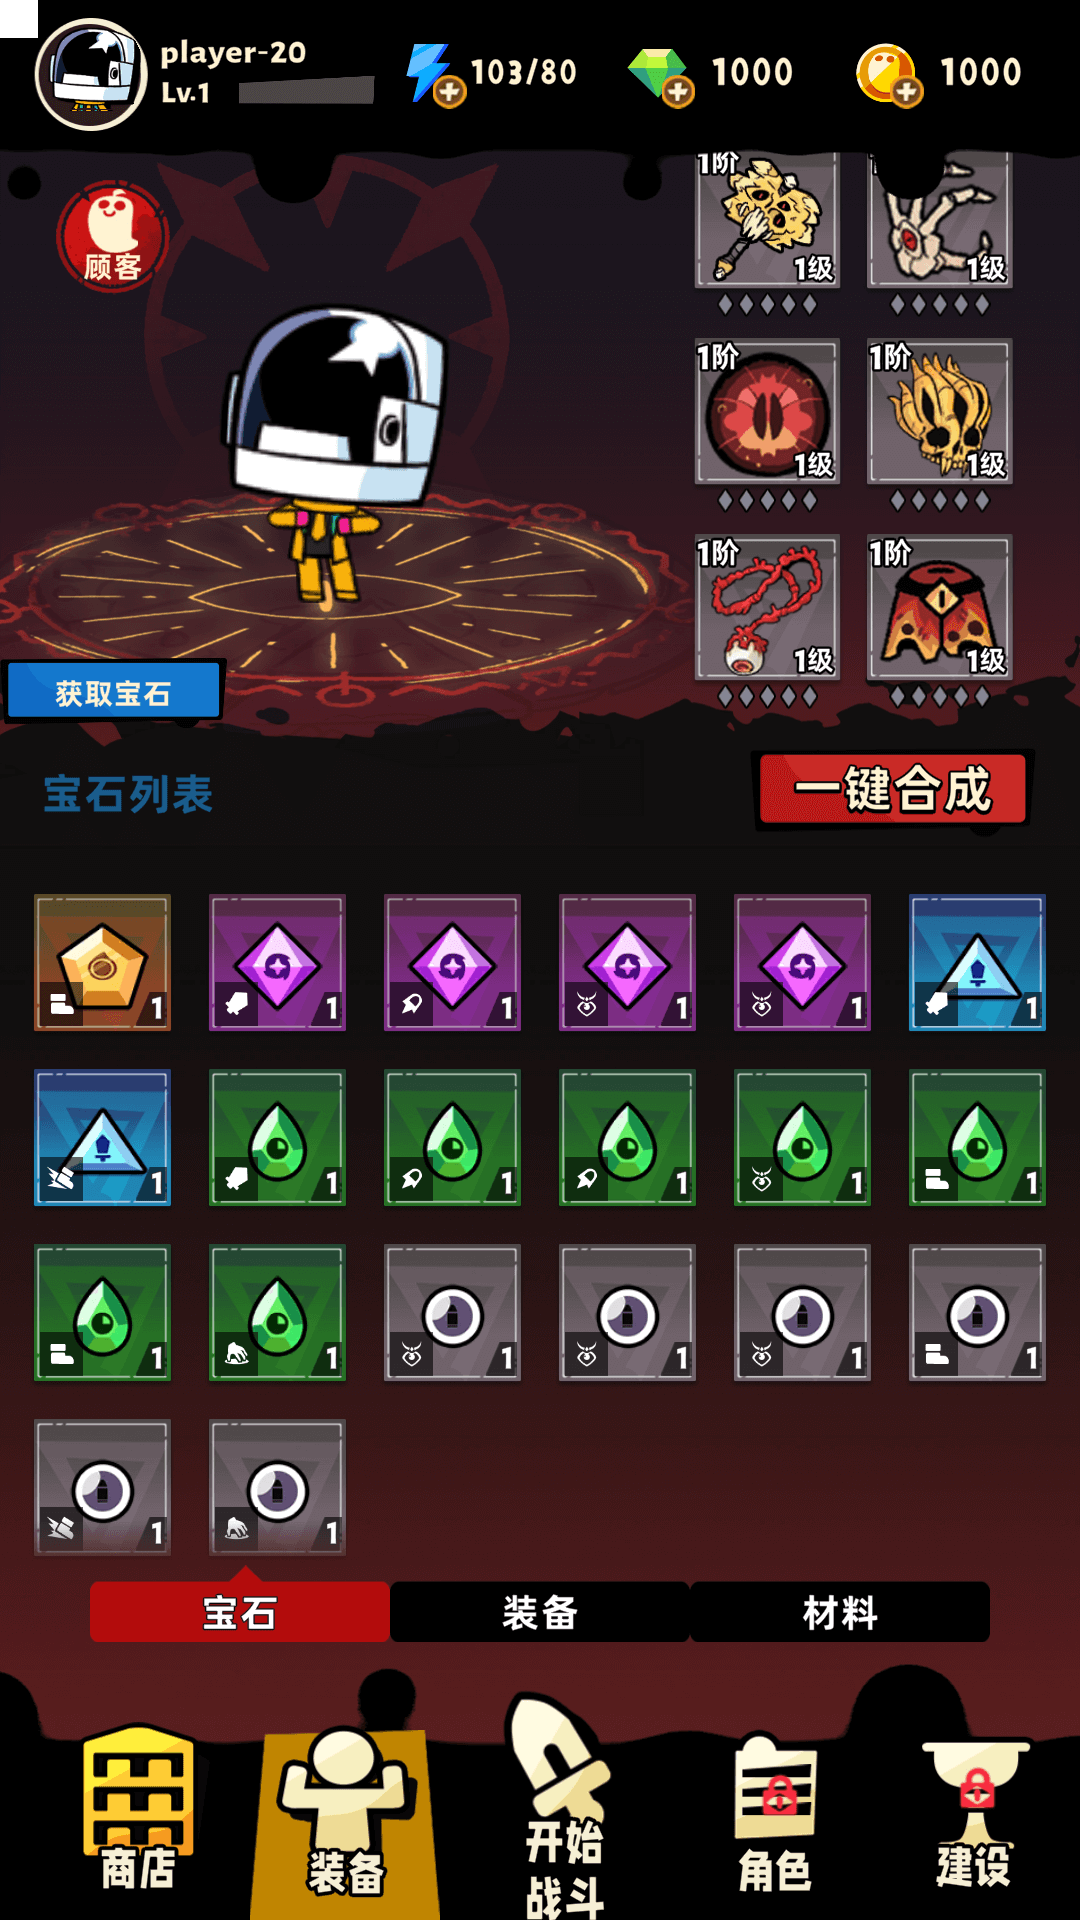 player-20
Lv.1
103/80
1000
1000
顾客
1阶
1级
1级
1阶
1级
1阶
1级
1阶
1级
1阶
1级
获取宝石
宝石列表
一键合成
1 1 1 1 1 1
1 1 1 1 1 1
1 1 1 1 1 1
1 1
宝石
装备
材料
商店
装备
开始
战斗
角色
建设